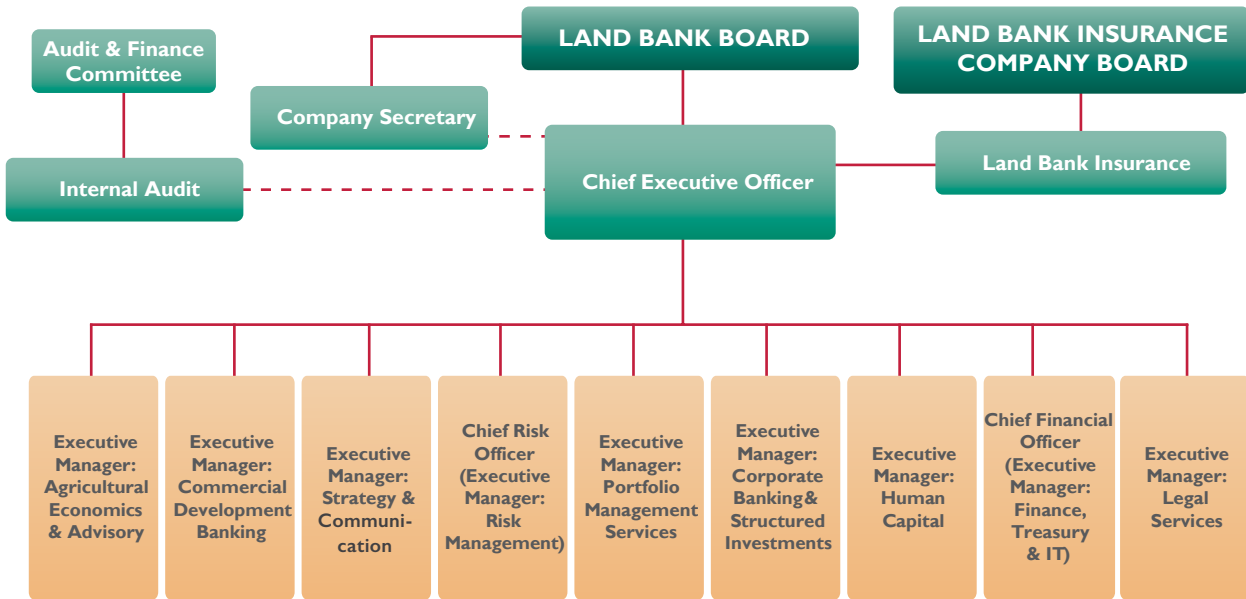 Audit & Finance
Committee
LAND BANK BOARD
LAND BANK INSURANCE
COMPANY BOARD
Company Secretary
Internal Audit
Chief Executive Officer
Land Bank Insurance
Executive
Manager:
Agricultural
Economics
& Advisory
Executive
Manager:
Commercial
Development
Banking
Executive
Manager:
Strategy &
Communi-
cation
Chief Risk
Officer
(Executive
Manager:
Risk
Management)
Executive
Manager:
Portfolio
Management
Services
Executive
Manager:
Corporate
Banking&
Structured
Investments
Executive
Manager:
Human
Capital
Chief Financial
Officer
(Executive
Manager:
Finance,
Treasury
& IT)
Executive
Manager:
Legal
Services